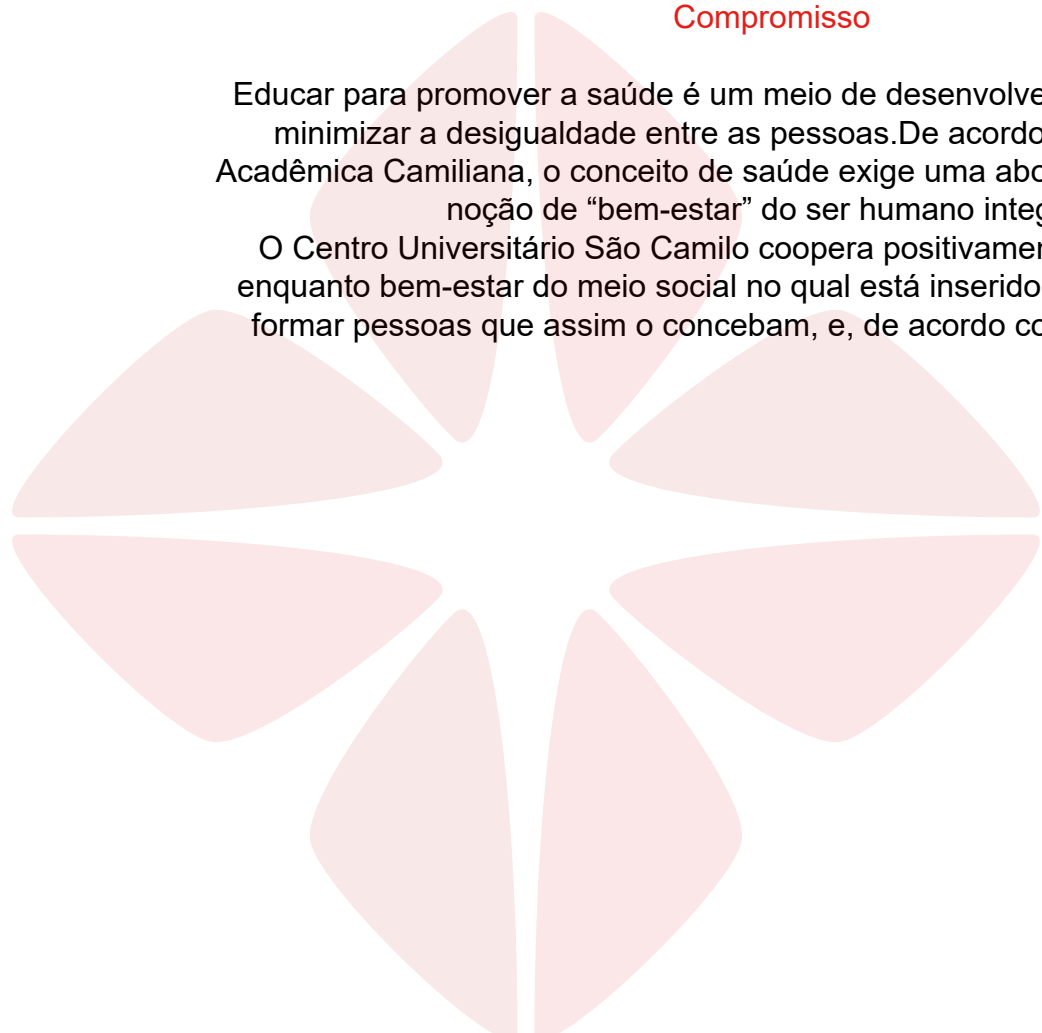 Compromisso
Educar para promover a saúde é um meio de desenvolve
minimizar a desigualdade entre as pessoas.De acordo
Acadêmica Camiliana, o conceito de saúde exige uma abo
noção de “bem-estar” do ser humano integ
O Centro Universitário São Camilo coopera positivamen
enquanto bem-estar do meio social no qual está inserido
formar pessoas que assim o concebam, e, de acordo co